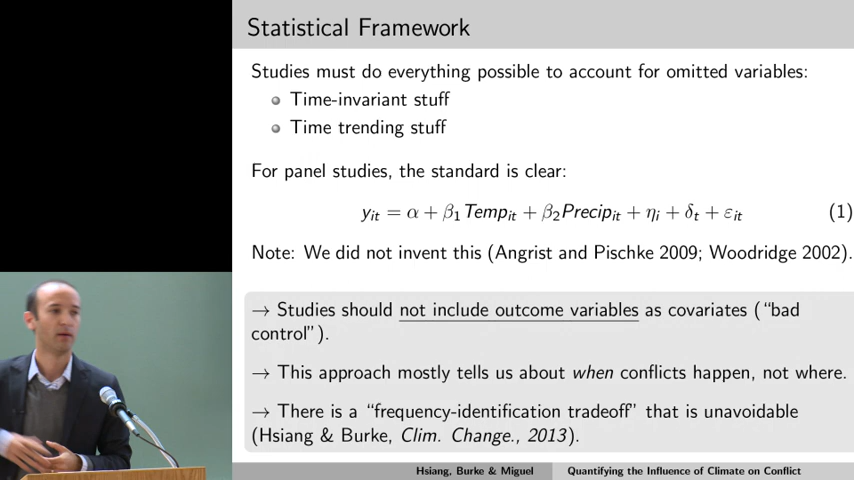 Statistical Framework
Studies must do everything possible to account for omitted variables:
Time-invariant stuff
Time trending stuff
For panel studies, the standard is clear:
y_it = α + β₁Temp_it + β₂Precip_it + η_i + δ_t + ε_it (1)
Note: We did not invent this (Angrist and Pischke 2009; Woodridge 2002).
→ Studies should not include outcome variables as covariates (“bad
control”).
→ This approach mostly tells us about when conflicts happen, not where.
→ There is a “frequency-identification tradeoff” that is unavoidable
(Hsiang & Burke, Clim. Change., 2013).
Hsiang, Burke & Miguel Quantifying the Influence of Climate on Conflict